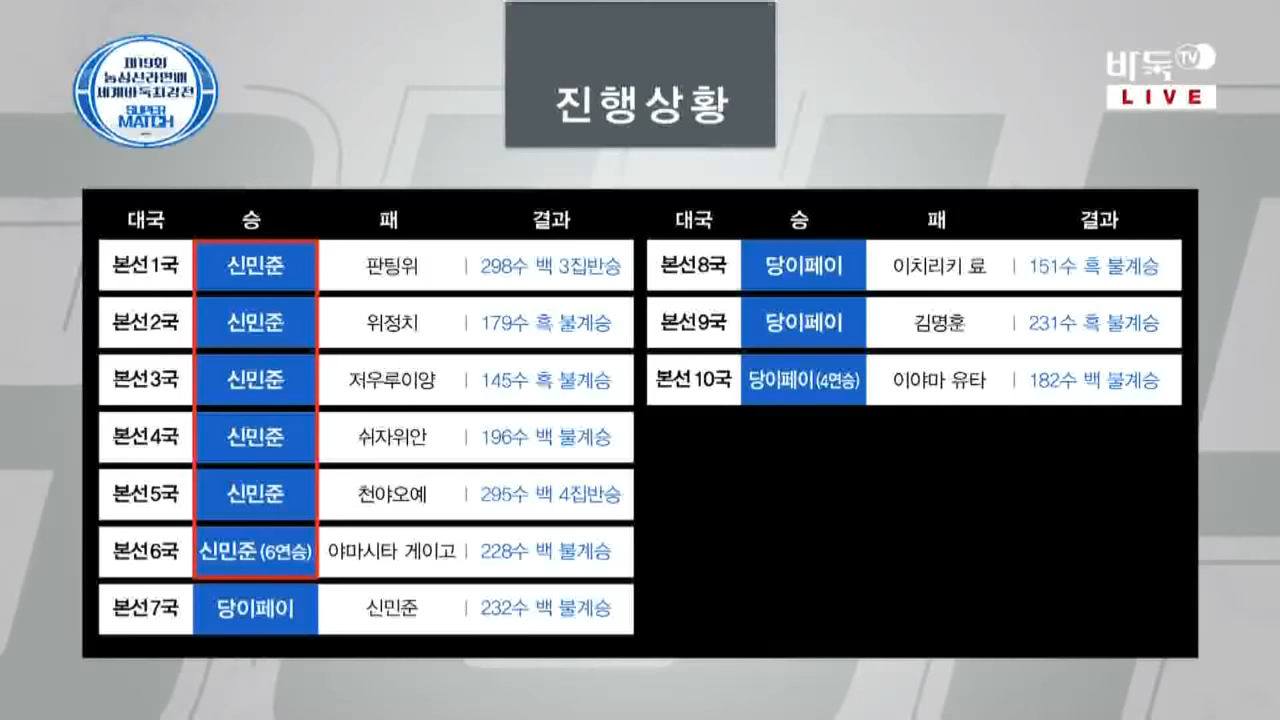 제19회
농심신라면배
세계바둑최강전
SUPER
MATCH
진행상황
바둑TV
LIVE
대국 승 패 결과
본선1국 신민준 판팅위 | 298수 백 3집반승
본선2국 신민준 위정치 | 179수 흑 불계승
본선3국 신민준 저우루이양 | 145수 흑 불계승
본선4국 신민준 쉬자위안 | 196수 백 불계승
본선5국 신민준 천야오예 | 295수 백 4집반승
본선6국 신민준(6연승) 야마시타 게이고 | 228수 백 불계승
본선7국 당이페이 신민준 | 232수 백 불계승
대국 승 패 결과
본선8국 당이페이 이치리키 료 | 151수 흑 불계승
본선9국 당이페이 김명훈 | 231수 흑 불계승
본선10국 당이페이(4연승) 이야마 유타 | 182수 백 불계승